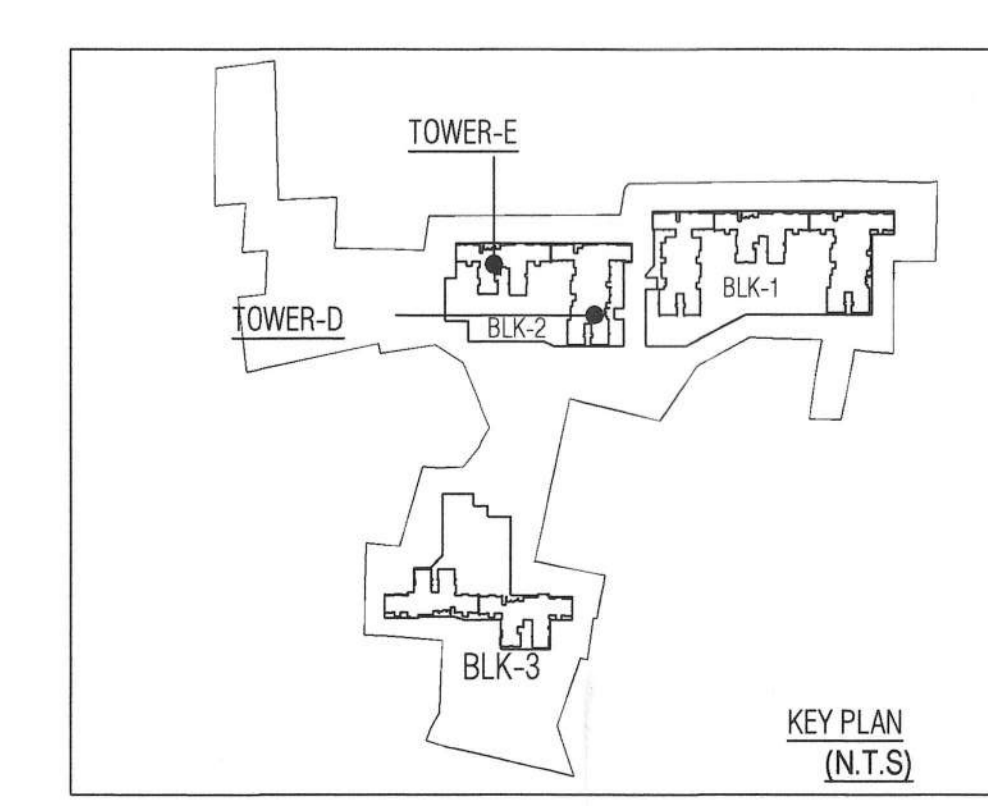 TOWER-E
BLK-1
TOWER-D
BLK-2
BLK-3
KEY PLAN
(N.T.S)